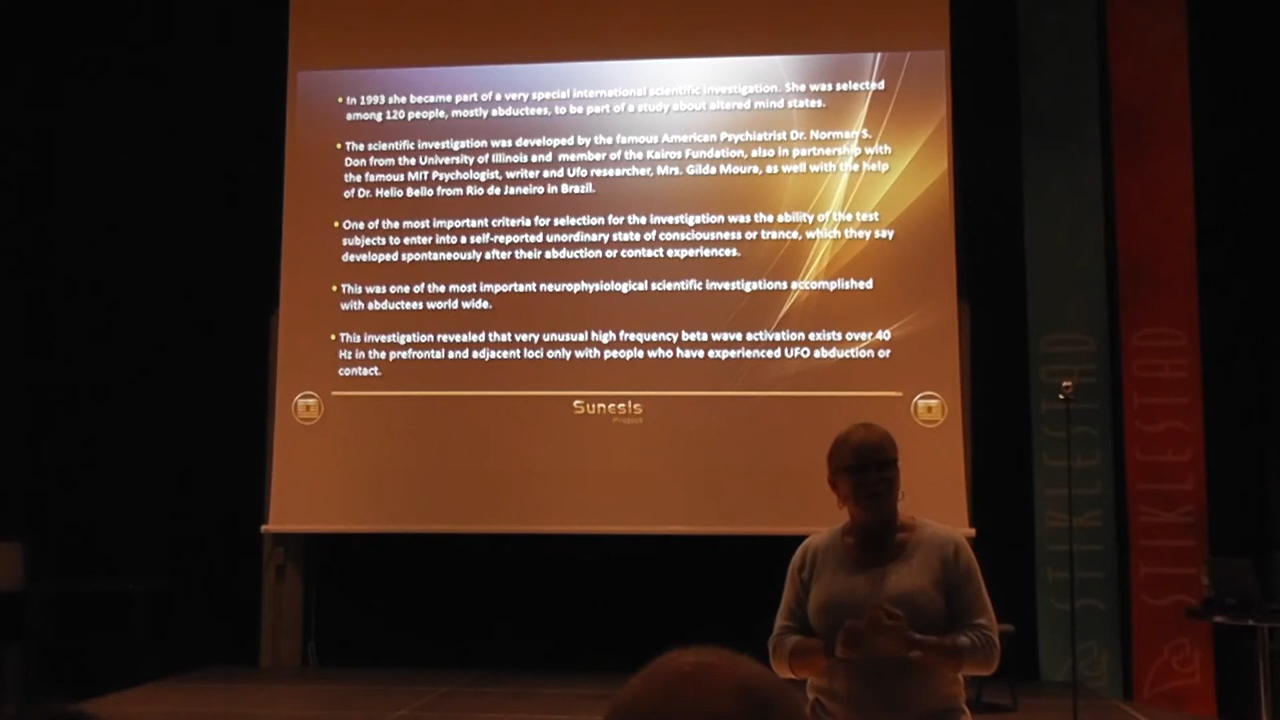 • In 1993 she became part of a very special international scientific investigation. She was selected
among 120 people, mostly abductees, to be part of a study about altered mind states.
• The scientific investigation was developed by the famous American Psychiatrist Dr. Norman S.
Don from the University of Illinois and member of the Kairos Fundation, also in partnership with
the famous MIT Psychologist, writer and Ufo researcher, Mrs. Gilda Moura, as well with the help
of Dr. Helio Bello from Rio de Janeiro in Brazil.
• One of the most important criteria for selection for the investigation was the ability of the test
subjects to enter into a self-reported unordinary state of consciousness or trance, which they say
developed spontaneously after their abduction or contact experiences.
• This was one of the most important neurophysiological scientific investigations accomplished
with abductees world wide.
• This investigation revealed that very unusual high frequency beta wave activation exists over 40
Hz in the prefrontal and adjacent loci only with people who have experienced UFO abduction or
contact.
Sunesis
Project
STIKLESTAD
STIKLESTAD